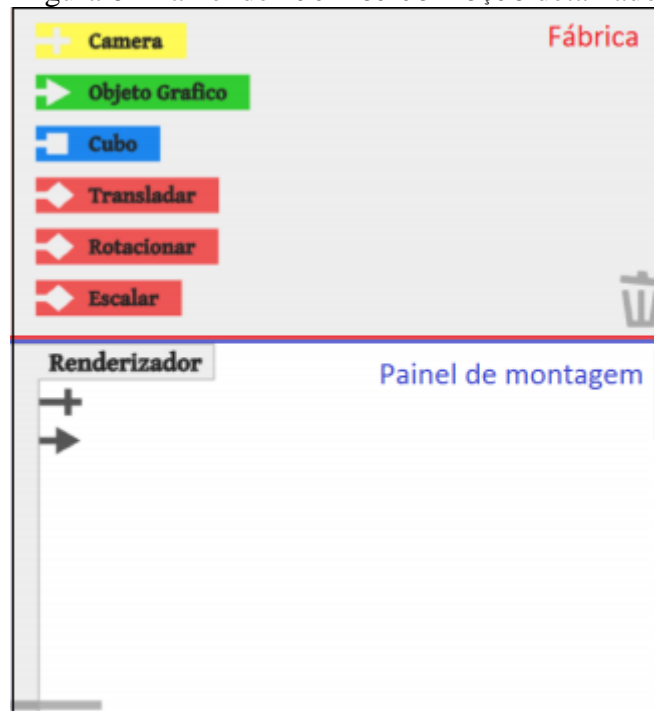 Camera
Fábrica
Objeto Grafico
Cubo
Transladar
Rotacionar
Escalar
Renderizador
Painel de montagem